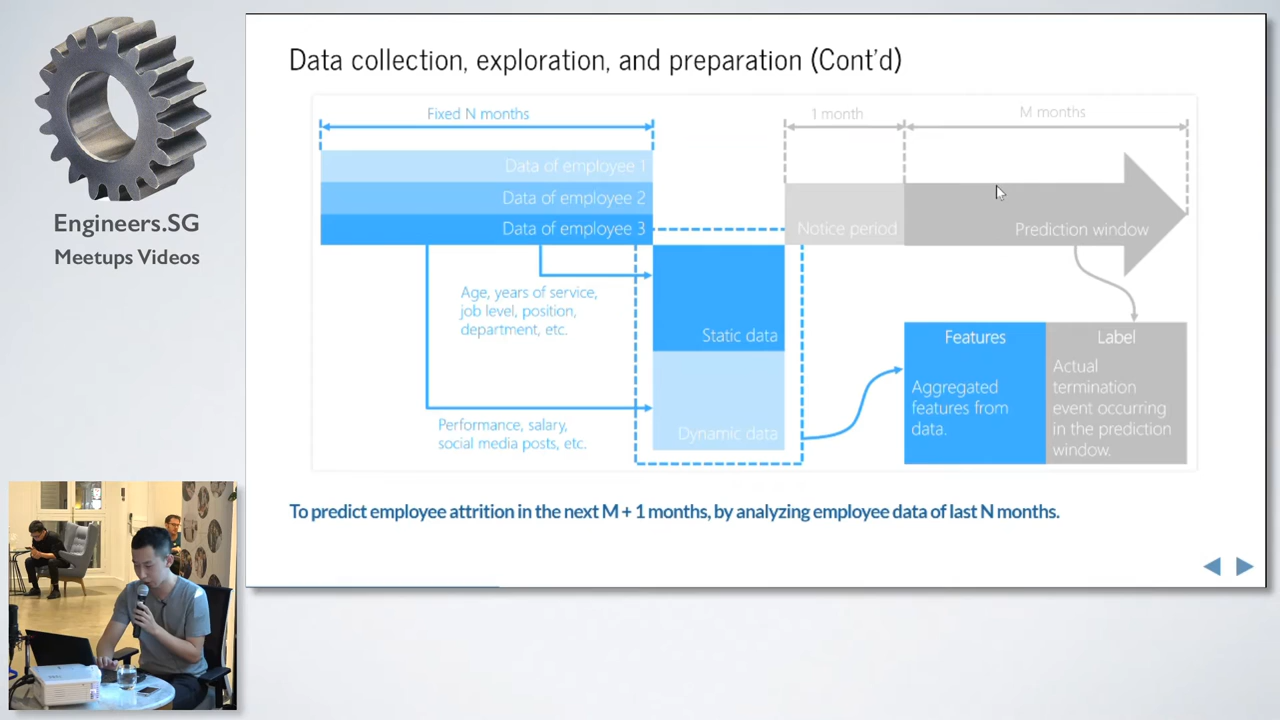 Engineers.SG
Meetups Videos
Data collection, exploration, and preparation (Cont'd)
Fixed N months
1 month
M months
Data of employee 1
Data of employee 2
Data of employee 3
Notice period
Prediction window
Age, years of service,
job level, position,
department, etc.
Static data
Performance, salary,
social media posts, etc.
Dynamic data
Features
Aggregated
features from
data.
Label
Actual
termination
event occurring
in the prediction
window.
To predict employee attrition in the next M + 1 months, by analyzing employee data of last N months.